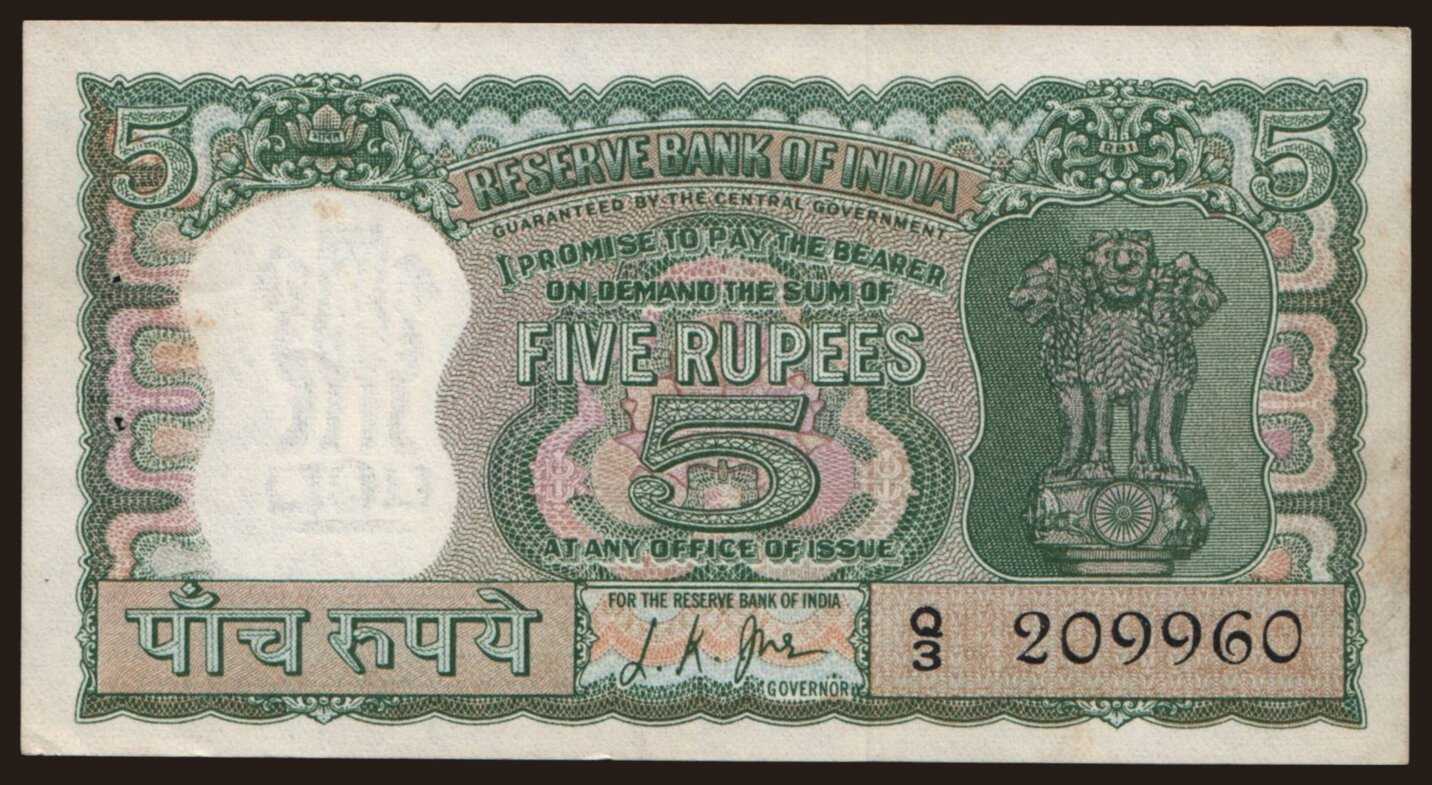 5 5
RBI
RESERVE BANK OF INDIA
GUARANTEED BY THE CENTRAL GOVERNMENT
I PROMISE TO PAY THE BEARER
ON DEMAND THE SUM OF
FIVE RUPEES
5
AT ANY OFFICE OF ISSUE
पाँच रुपये
FOR THE RESERVE BANK OF INDIA
GOVERNOR
Q
3 209960